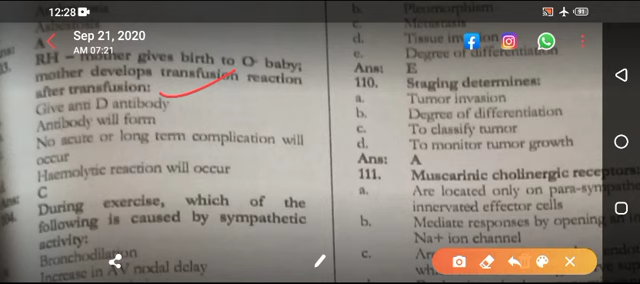 12:28
91
Sep 21, 2020
AM 07:21
A
RH – mother gives birth to O- baby;
mother develops transfusion reaction
after transfusion:
Give anti D antibody
Antibody will form
No acute or long term complication will
occur
Haemolytic reaction will occur
C
During exercise, which of the
following is caused by sympathetic
activity:
Bronchodilation
Increase in AV nodal delay
b. Pleomorphism
c. Metastasis
d. Tissue invasion
e. Degree of differentiation
Ans: E
110. Staging determines:
a. Tumor invasion
b. Degree of differentiation
c. To classify tumor
d. To monitor tumor growth
Ans: A
111. Muscarinic cholinergic receptors:
a. Are located only on para-sympathe
innervated effector cells
b. Mediate responses by opening
Na+ ion channel
c.